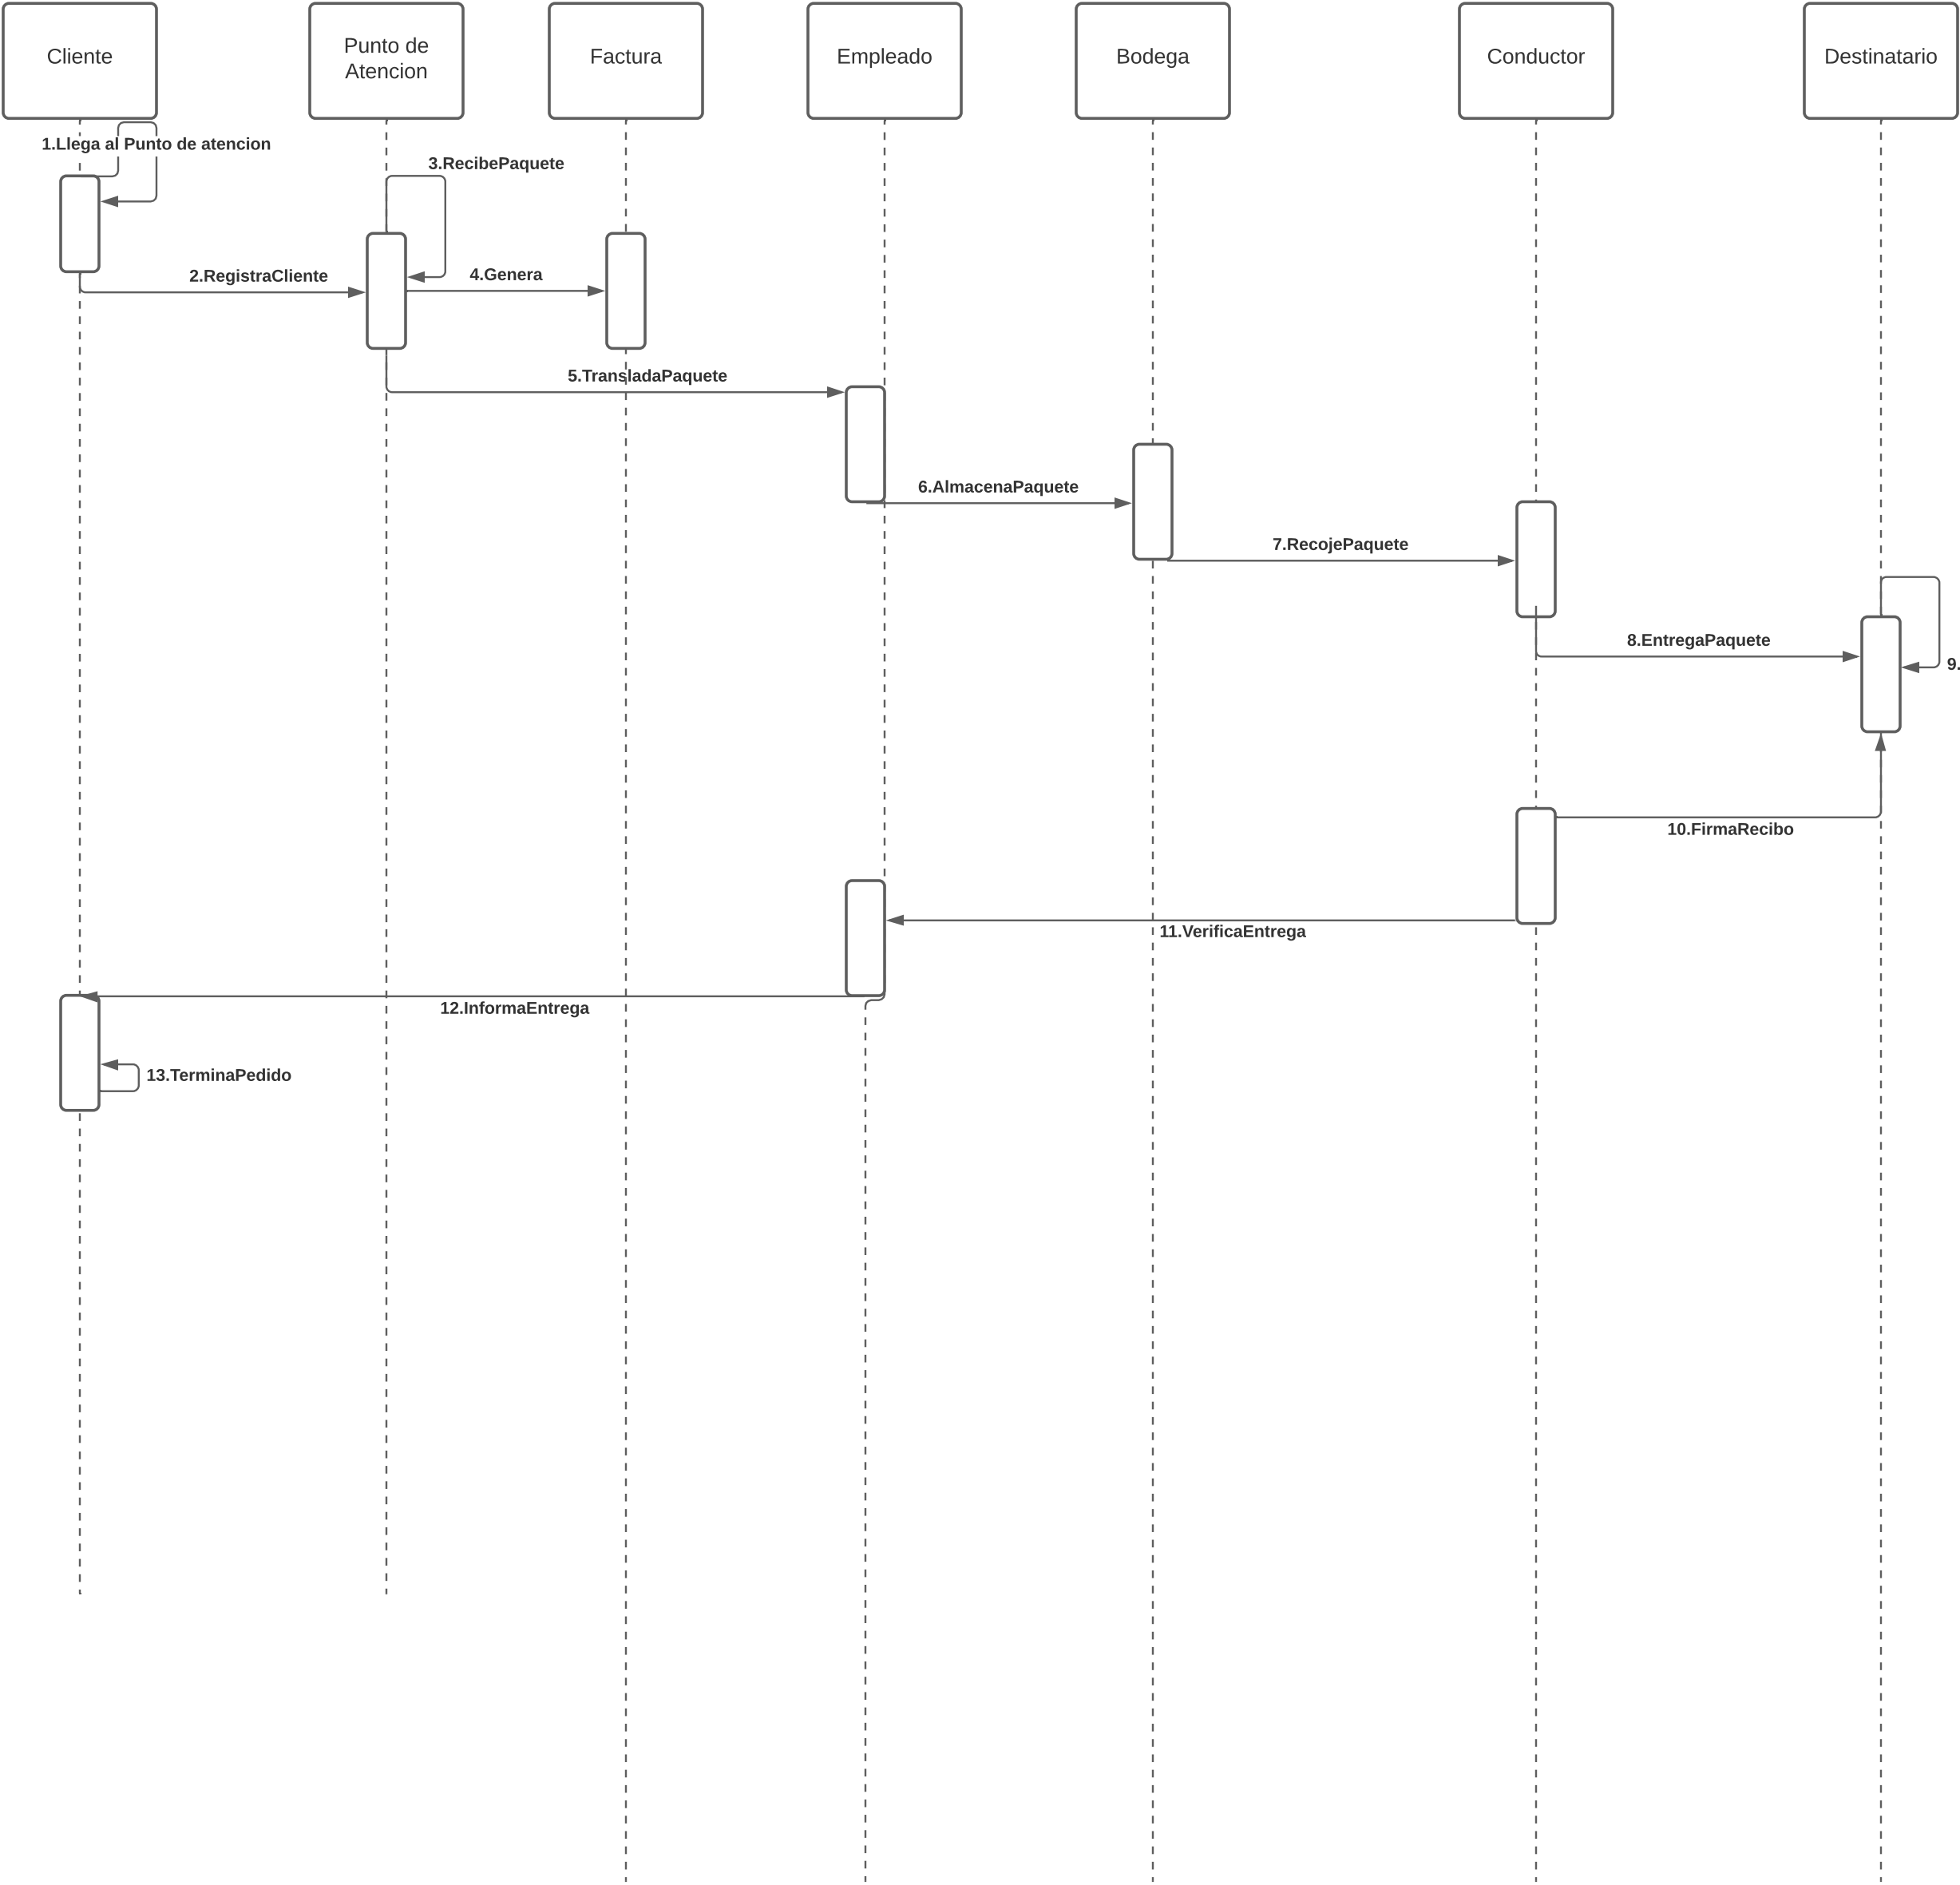 Cliente
Punto de
Atencion
Factura
Empleado
Bodega
Conductor
Destinatario
1.Llega al Punto de atencion
3.RecibePaquete
2.RegistraCliente
4.Genera
5.TransladaPaquete
6.AlmacenaPaquete
7.RecojePaquete
8.EntregaPaquete
9.
10.FirmaRecibo
11.VerificaEntrega
12.InformaEntrega
13.TerminaPedido